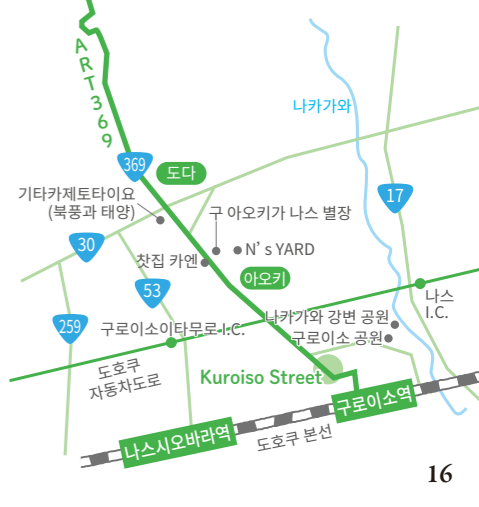 ART369
나카가와
369
도다
17
기타카제토타이요
(북풍과 태양)
구 아오키가 나스 별장
30
N’s YARD
찻집 카엔
아오키
53
나스
I.C.
259
구로이소이타무로 I.C.
나카가와 강변 공원
구로이소 공원
도호쿠
자동차도로
Kuroiso Street
구로이소역
나스시오바라역
도호쿠 본선
16